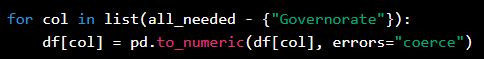 for col in list(all_needed - {"Governorate"}):
    df[col] = pd.to_numeric(df[col], errors="coerce")